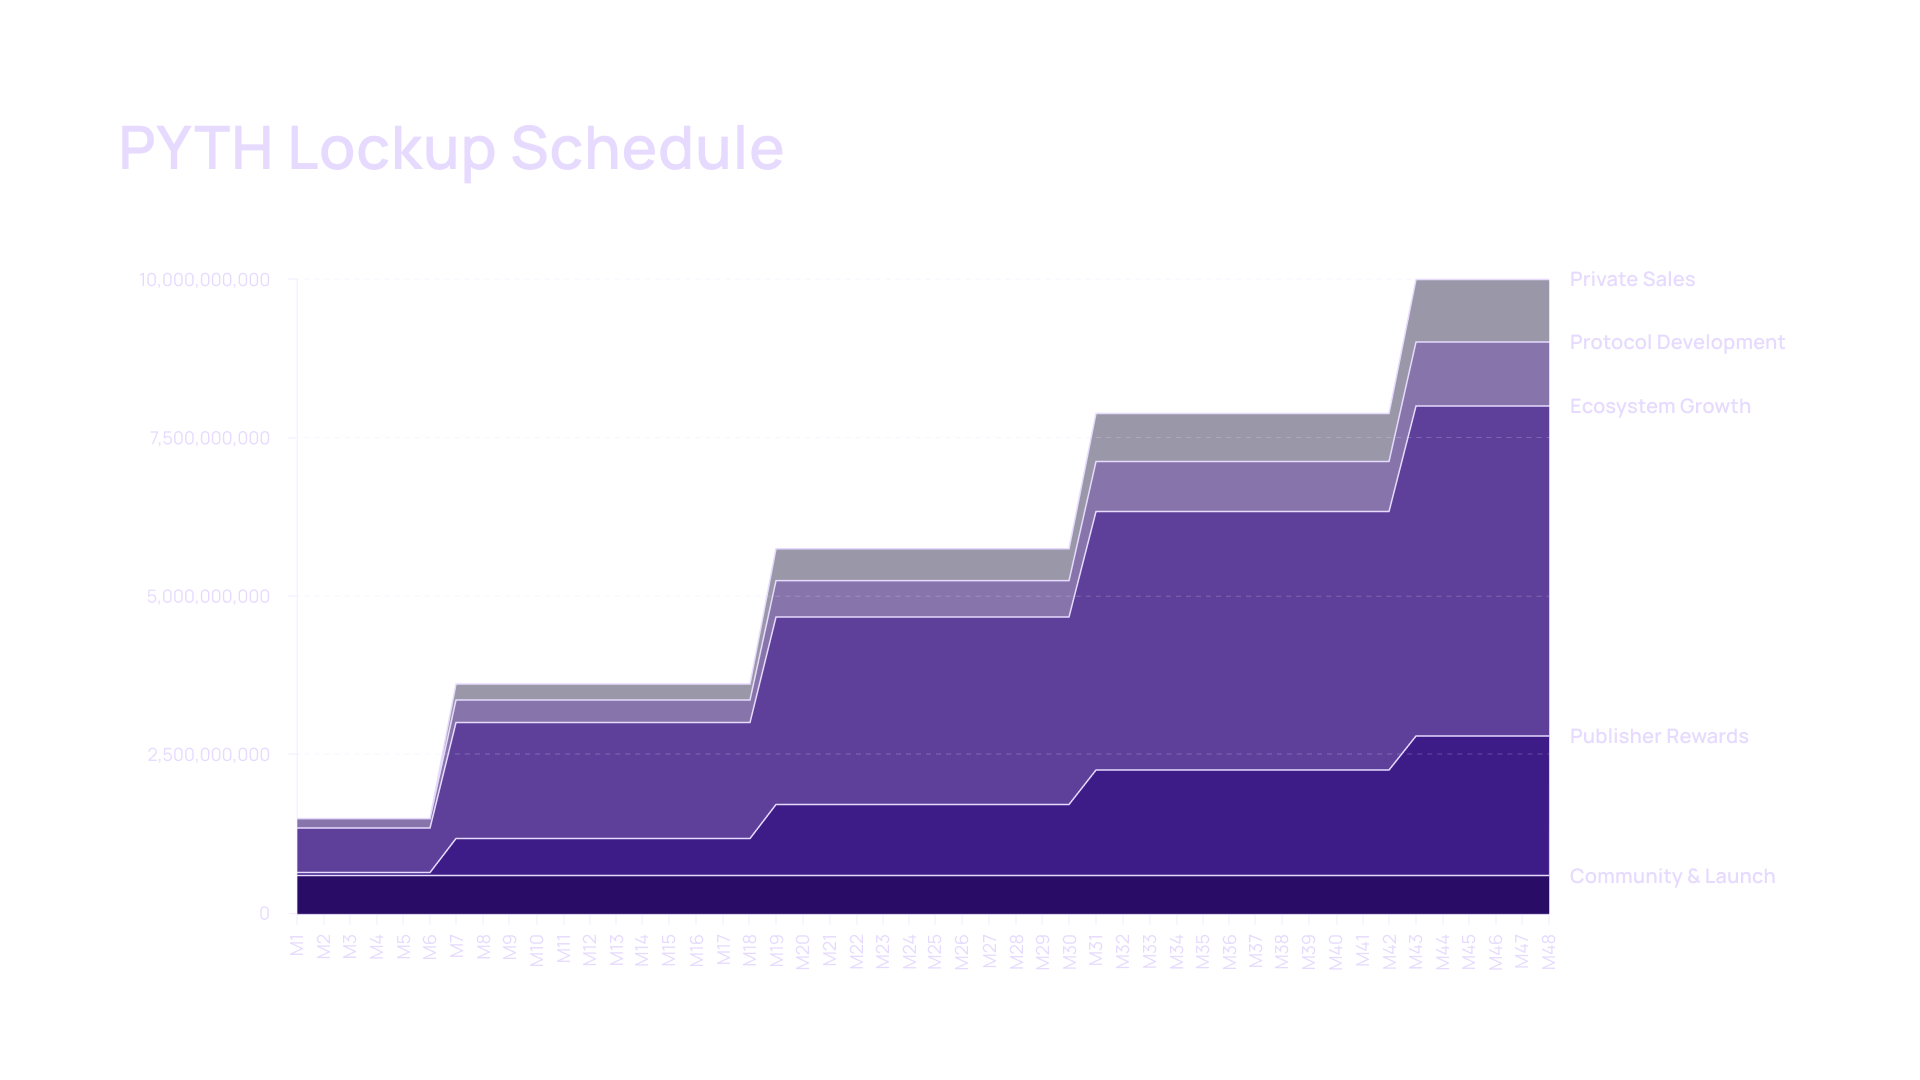 PYTH Lockup Schedule
10,000,000,000
7,500,000,000
5,000,000,000
2,500,000,000
0
Private Sales
Protocol Development
Ecosystem Growth
Publisher Rewards
Community & Launch
M1 M2 M3 M4 M5 M6 M7 M8 M9 M10 M11 M12 M13 M14 M15 M16 M17 M18 M19 M20 M21 M22 M23 M24 M25 M26 M27 M28 M29 M30 M31 M32 M33 M34 M35 M36 M37 M38 M39 M40 M41 M42 M43 M44 M45 M46 M47 M48